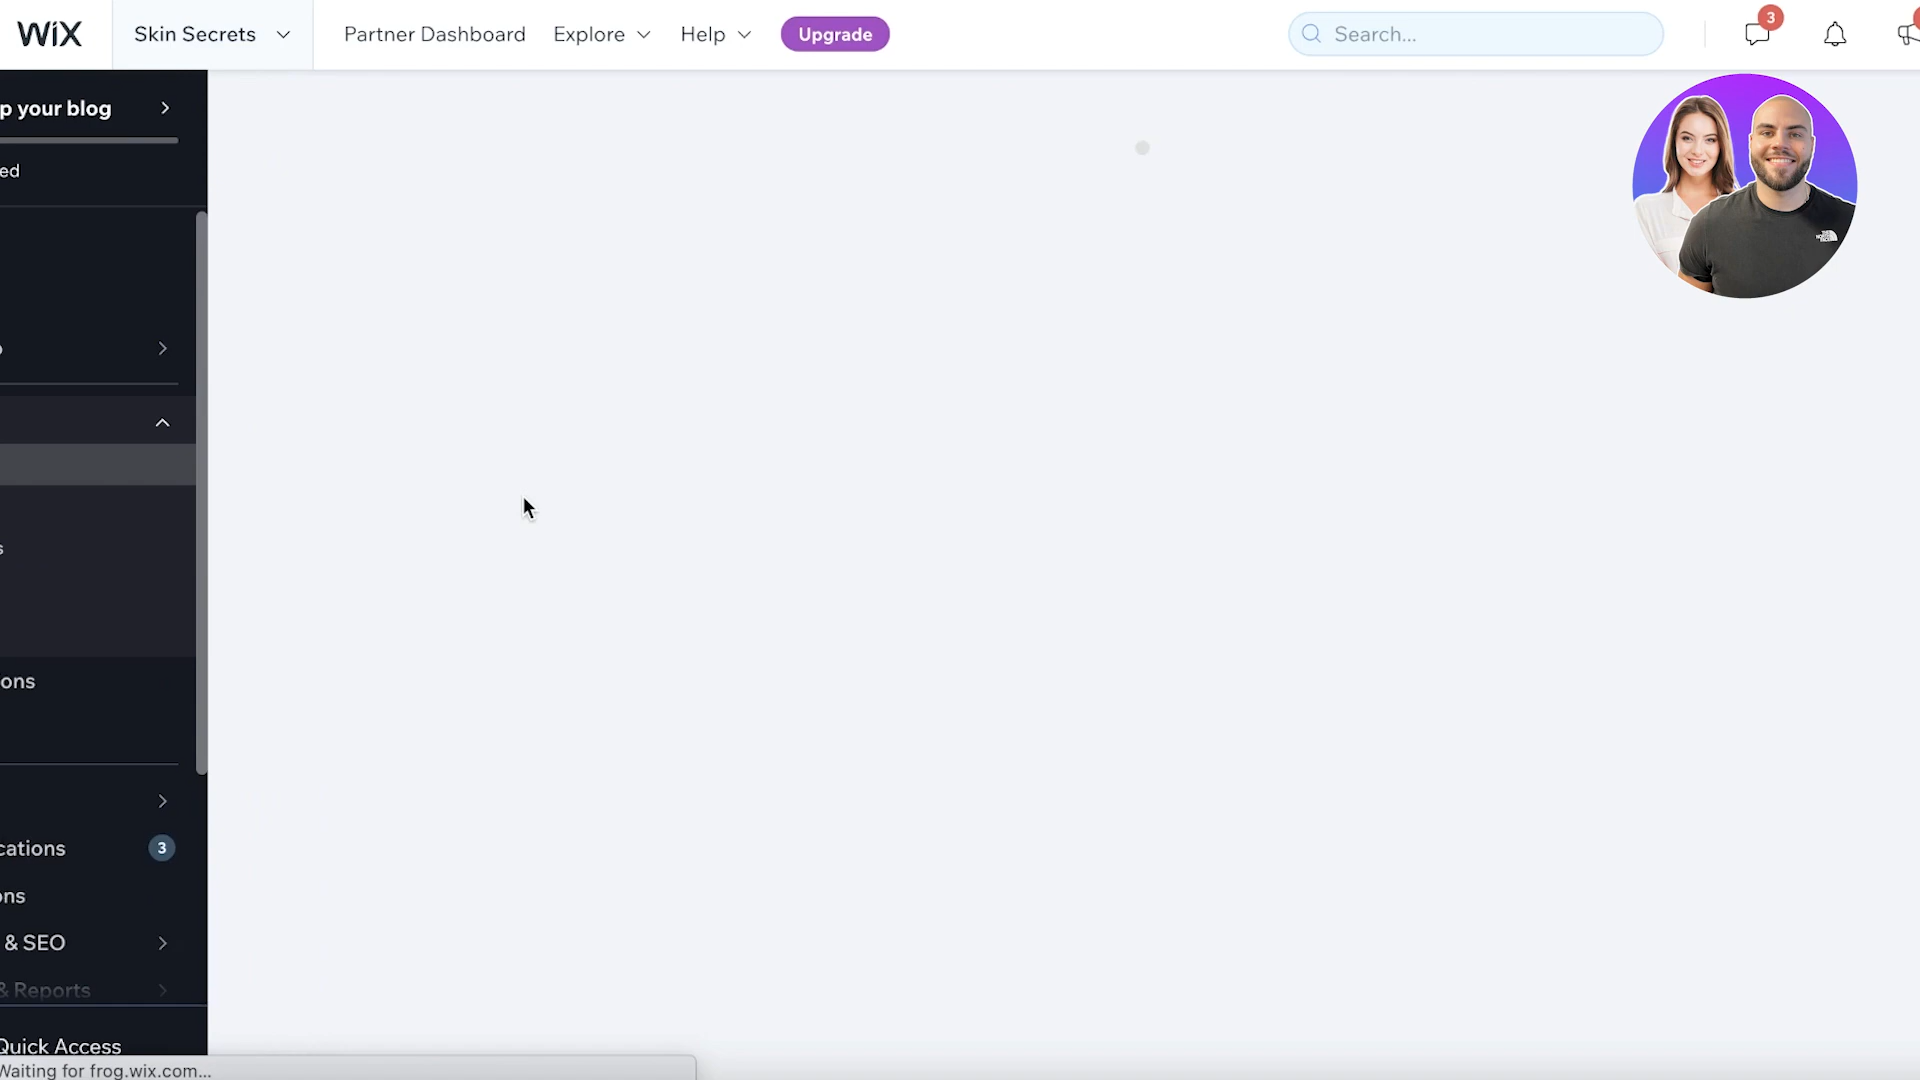 WiX
Skin Secrets
Partner Dashboard
Explore
Help
Upgrade
Search...
3
p your blog
ed
ons
cations
3
ons
& SEO
& Reports
Quick Access
Waiting for frog.wix.com...